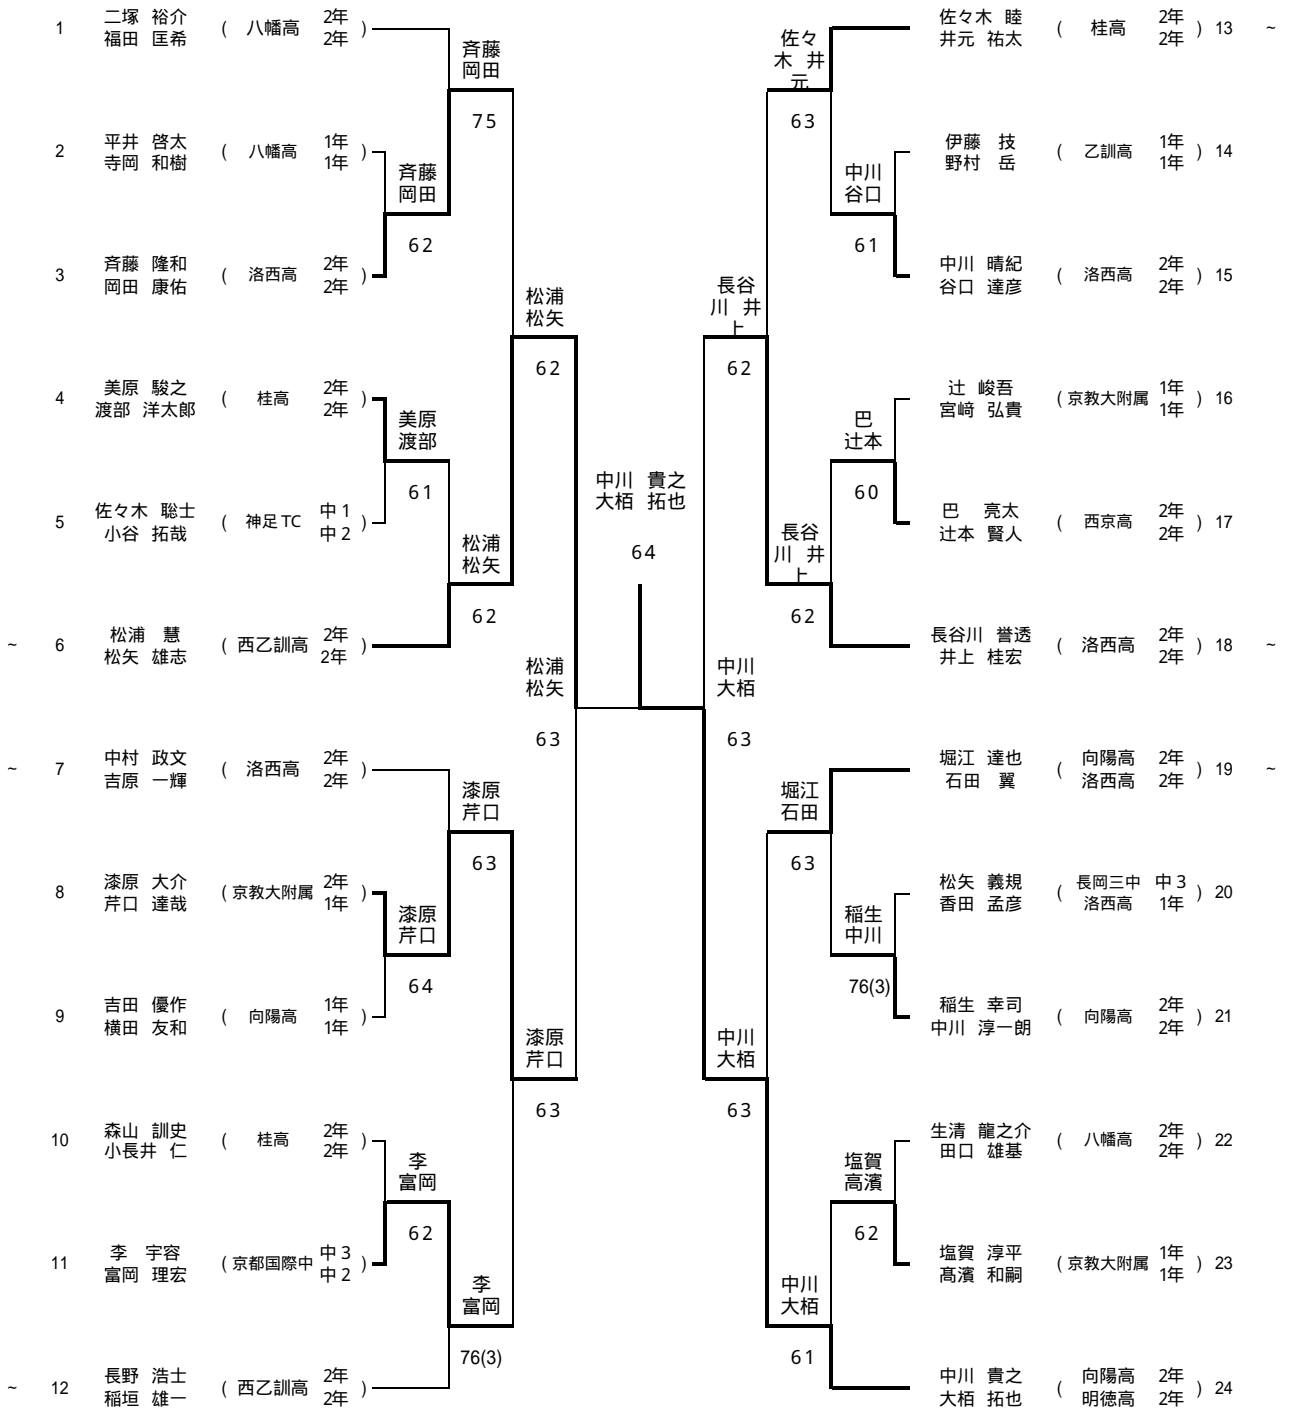 1 二塚 裕介 福田 匡希 ( 八幡高 2年 2年 )
斉藤 岡田
75
2 平井 啓太 寺岡 和樹 ( 八幡高 1年 1年 )
斉藤 岡田
62
3 斉藤 隆和 岡田 康佑 ( 洛西高 2年 2年 )
松浦 松矢
62
4 美原 駿之 渡部 洋太郎 ( 桂高 2年 2年 )
美原 渡部
61
5 佐々木 聡士 小谷 拓哉 ( 神足TC 中1 中2 )
松浦 松矢
62
~ 6 松浦 慧 松矢 雄志 ( 西乙訓高 2年 2年 )
松浦 松矢
63
~ 7 中村 政文 吉原 一輝 ( 洛西高 2年 2年 )
漆原 芹口
63
8 漆原 大介 芹口 達哉 ( 京教大附属 2年 1年 )
漆原 芹口
64
9 吉田 優作 横田 友和 ( 向陽高 1年 1年 )
漆原 芹口
63
10 森山 訓史 小長井 仁 ( 桂高 2年 2年 )
李 富岡
62
11 李 宇容 富岡 理宏 ( 京都国際中 中3 中2 )
李 富岡
76(3)
~ 12 長野 浩士 稲垣 雄一 ( 西乙訓高 2年 2年 )
中川 貴之
大栢 拓也
64
佐々木 睦 井元 祐太 ( 桂高 2年 2年 ) 13 ~
佐々木 井元
63
伊藤 技 野村 岳 ( 乙訓高 1年 1年 ) 14
中川 谷口
61
中川 晴紀 谷口 達彦 ( 洛西高 2年 2年 ) 15
長谷川 井上
62
辻 峻吾 宮﨑 弘貴 ( 京教大附属 1年 1年 ) 16
巴 辻本
60
巴 亮太 辻本 賢人 ( 西京高 2年 2年 ) 17
長谷川 井上
62
長谷川 誉透 井上 桂宏 ( 洛西高 2年 2年 ) 18 ~
中川 大栢
63
堀江 達也 石田 翼 ( 向陽高 洛西高 2年 2年 ) 19 ~
堀江 石田
63
松矢 義規 香田 孟彦 ( 長岡三中 洛西高 中3 1年 ) 20
稲生 中川
76(3)
稲生 幸司 中川 淳一朗 ( 向陽高 2年 2年 ) 21
中川 大栢
63
生清 龍之介 田口 雄基 ( 八幡高 2年 2年 ) 22
塩賀 高濱
62
塩賀 淳平 髙濱 和嗣 ( 京教大附属 1年 1年 ) 23
中川 大栢
61
中川 貴之 大栢 拓也 ( 向陽高 明徳高 2年 2年 ) 24